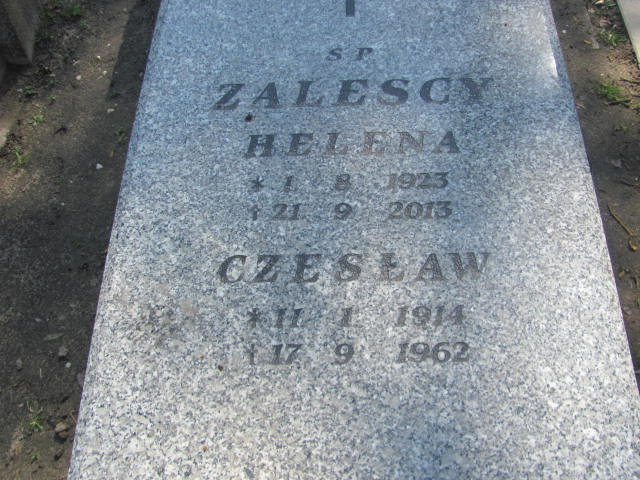 SP
ZALESCY
HELENA
* 1 8 1923
† 21 9 2013
CZESŁAW
* 11 1 1914
† 17 9 1962